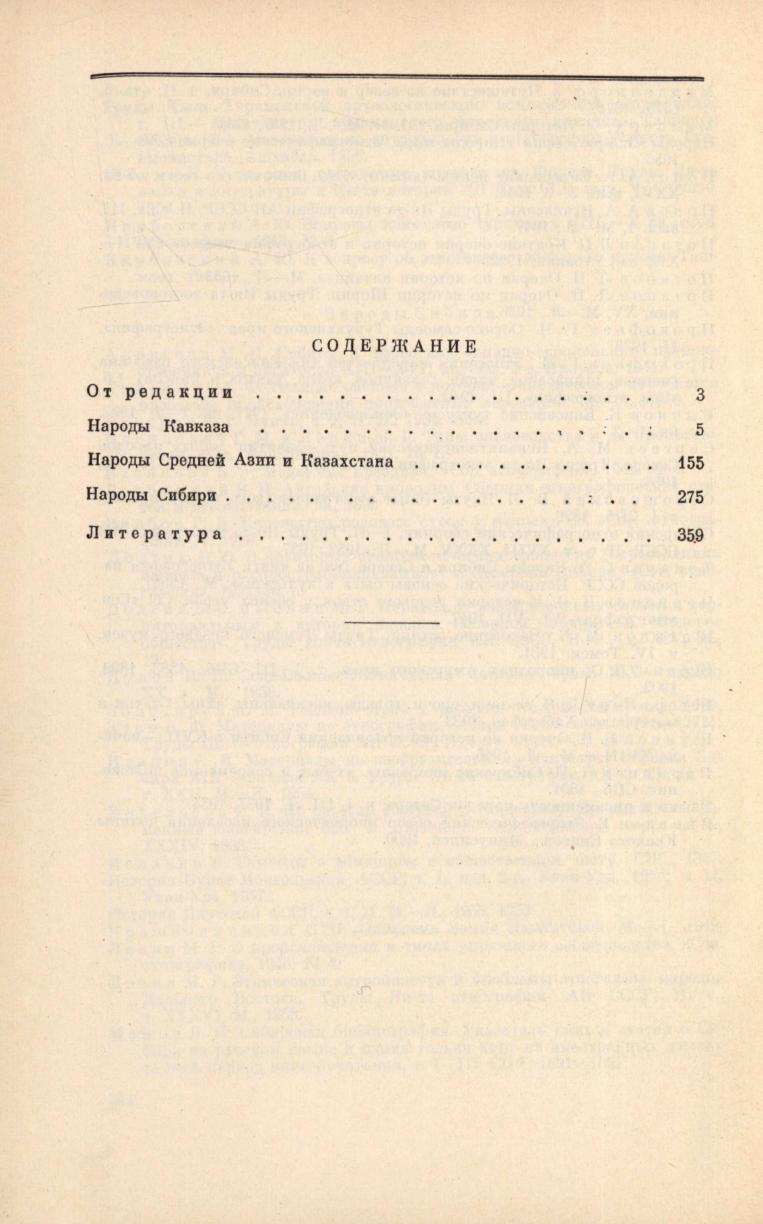 СОДЕРЖАНИЕ
От редакции . . . . . . . . . . . . . . . . . . 3
Народы Кавказа . . . . . . . . . . . . . . . . . . 5
Народы Средней Азии и Казахстана . . . . . . . . . . . 155
Народы Сибири . . . . . . . . . . . . . . . . . . . 275
Литература . . . . . . . . . . . . . . . . . . . 359